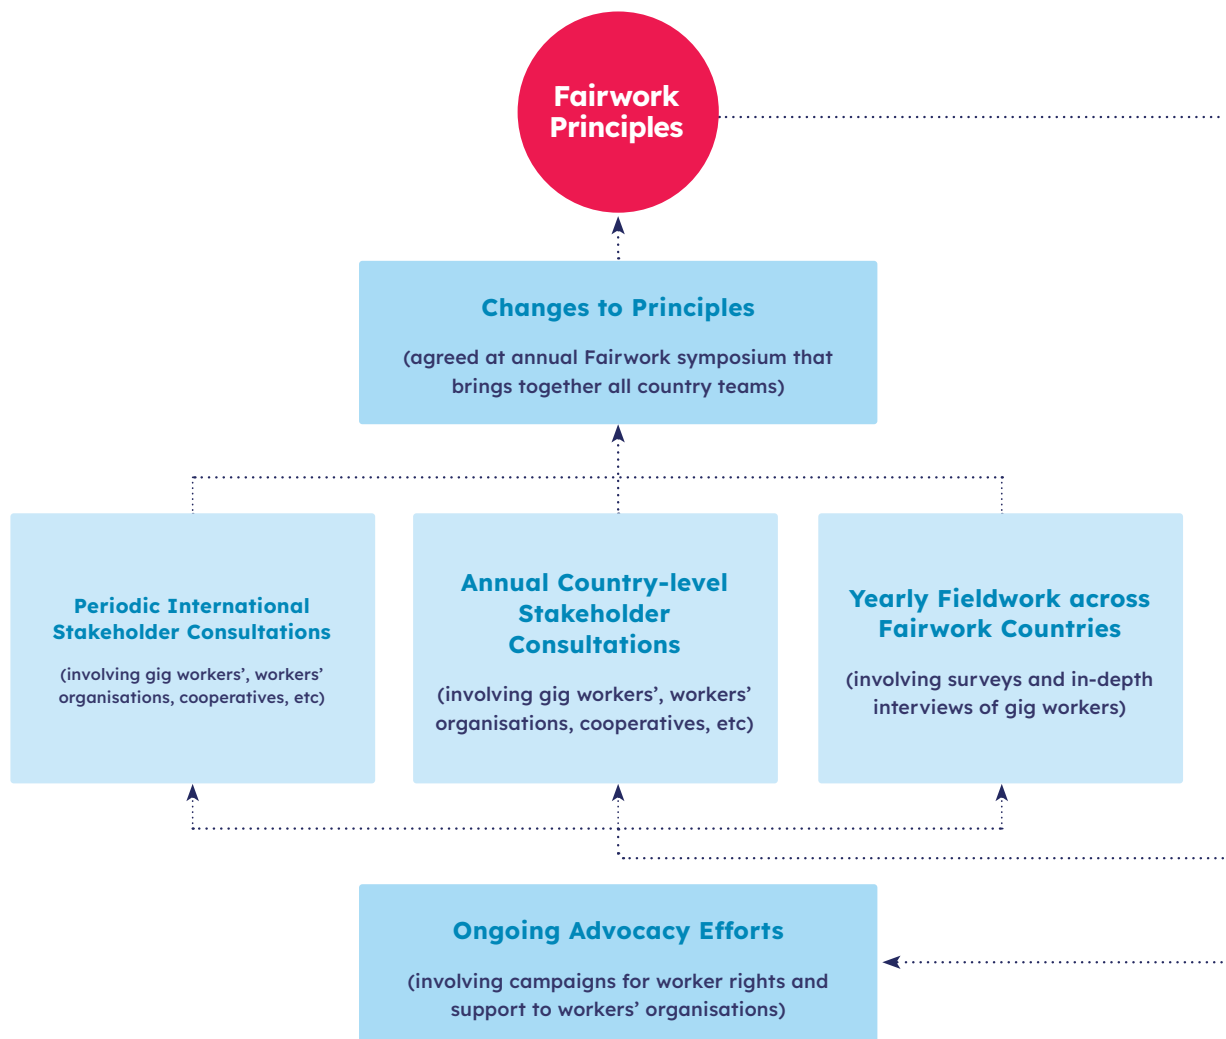 Fairwork
Principles
Changes to Principles
(agreed at annual Fairwork symposium that
brings together all country teams)
Periodic International
Stakeholder Consultations
(involving gig workers’, workers’
organisations, cooperatives, etc)
Annual Country-level
Stakeholder
Consultations
(involving gig workers’, workers’
organisations, cooperatives, etc)
Yearly Fieldwork across
Fairwork Countries
(involving surveys and in-depth
interviews of gig workers)
Ongoing Advocacy Efforts
(involving campaigns for worker rights and
support to workers’ organisations)